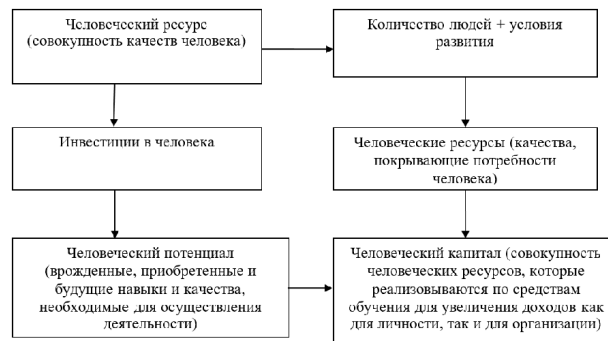 Человеческий ресурс
(совокупность качеств человека)
Количество людей + условия
развития
Инвестиции в человека
Человеческие ресурсы (качества,
покрывающие потребности
человека)
Человеческий потенциал
(врожденные, приобретенные и
будущие навыки и качества,
необходимые для осуществления
деятельности)
Человеческий капитал (совокупность
человеческих ресурсов, которые
реализовываются по средствам
обучения для увеличения доходов как
для личности, так и для организации)